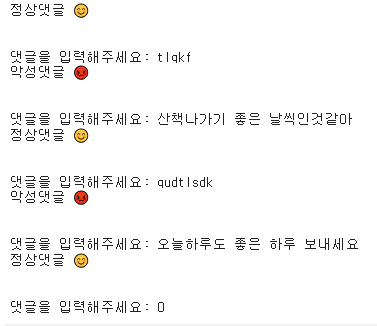 정상댓글 😊
댓글을 입력해주세요: tlqkf
악성댓글 😡
댓글을 입력해주세요: 산책나가기 좋은 날씩인것같아
정상댓글 😊
댓글을 입력해주세요: qudtlsdk
악성댓글 😡
댓글을 입력해주세요: 오늘하루도 좋은 하루 보내세요
정상댓글 😊
댓글을 입력해주세요: 0